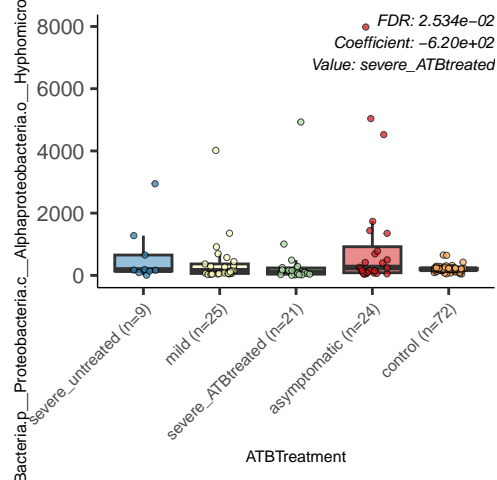 FDR: 2.534e−02
Coefficient: −6.20e+02
Value: severe_ATBtreated
8000
6000
4000
2000
0
Bacteria.p__Proteobacteria.c__Alphaproteobacteria.o__Hyphomicro
severe_untreated (n=9)
mild (n=25)
severe_ATBtreated (n=21)
asymptomatic (n=24)
control (n=72)
ATBTreatment